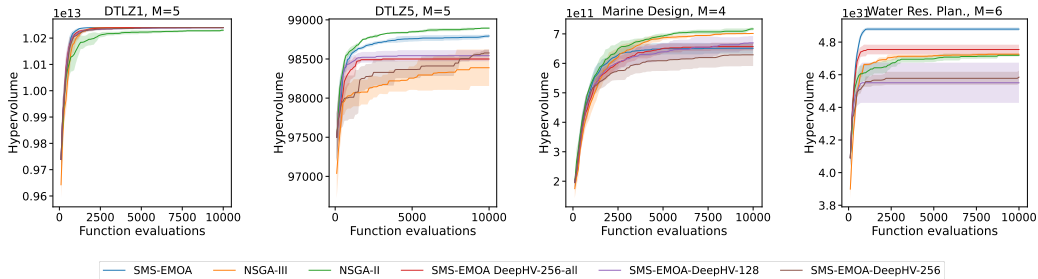 DTLZ1, M=5
1e13
1.02
1.01
1.00
0.99
0.98
0.97
0.96
Hypervolume
0 2500 5000 7500 10000
Function evaluations
DTLZ5, M=5
99000
98500
98000
97500
97000
Hypervolume
0 5000 10000
Function evaluations
Marine Design, M=4
1e11
7
6
5
4
3
2
Hypervolume
0 2500 5000 7500 10000
Function evaluations
Water Res. Plan., M=6
1e31
4.8
4.6
4.4
4.2
4.0
3.8
Hypervolume
0 2500 5000 7500 10000
Function evaluations
SMS-EMOA NSGA-III NSGA-II SMS-EMOA DeepHV-256-all SMS-EMOA-DeepHV-128 SMS-EMOA-DeepHV-256